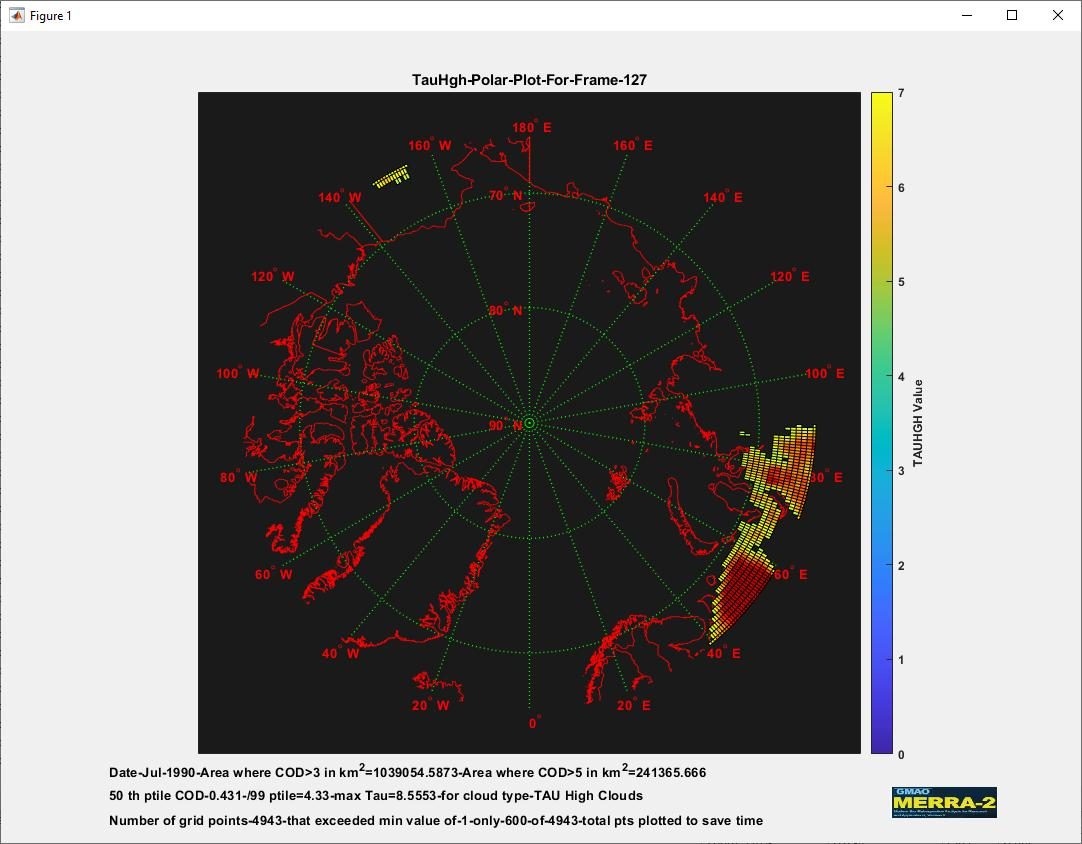 Figure 1
TauHgh-Polar-Plot-For-Frame-127
180° E
160° W
160° E
140° W
70° N
140° E
120° W
120° E
80° N
100° W
100° E
90° N
80° W
80° E
60° W
60° E
40° W
40° E
20° W
20° E
0°
7
6
5
4
3
2
1
0
TAUHGH Value
Date-Jul-1990-Area where COD>3 in km²=1039054.5873-Area where COD>5 in km²=241365.666
50 th ptile COD-0.431-/99 ptile=4.33-max Tau=8.5553-for cloud type-TAU High Clouds
Number of grid points-4943-that exceeded min value of-1-only-600-of-4943-total pts plotted to save time
GMAO
MERRA-2